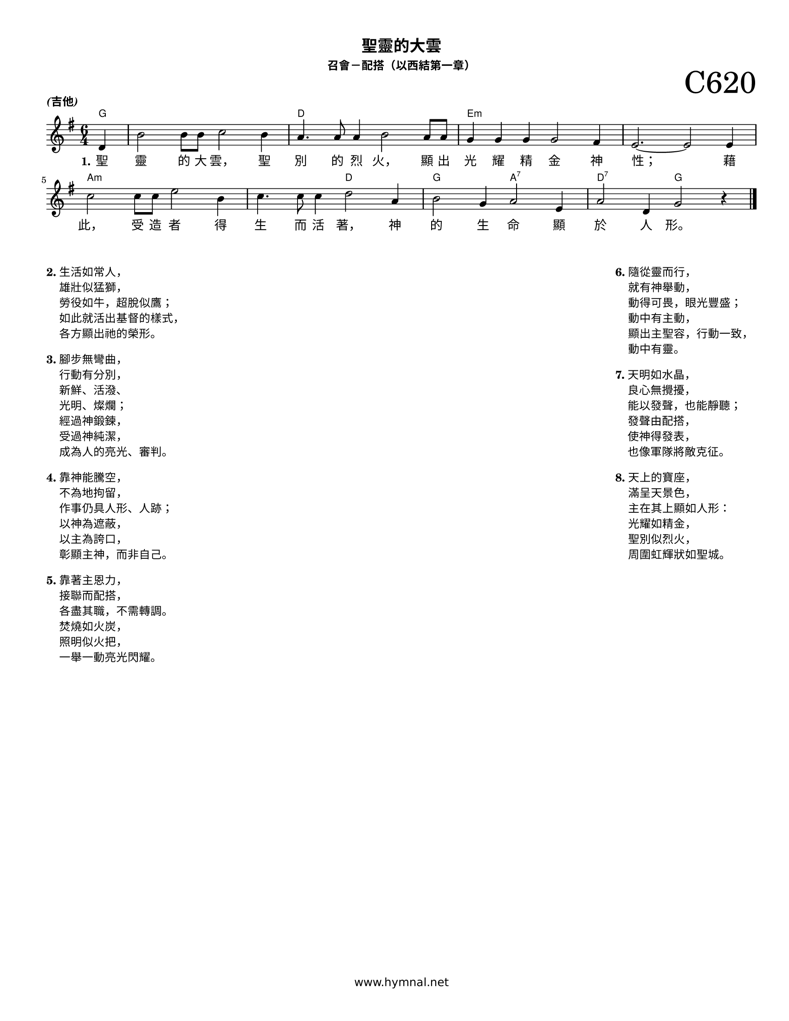 聖靈的大雲
召會－配搭（以西結第一章）
C620
(吉他)
G D Em
1. 聖 靈 的 大 雲， 聖 別 的 烈 火， 顯 出 光 耀 精 金 神 性； 藉
5 Am D G A7 D7 G
此， 受 造 者 得 生 而 活 著， 神 的 生 命 顯 於 人 形。
2. 生活如常人，
雄壯似猛獅，
勞役如牛，超脫似鷹；
如此就活出基督的樣式，
各方顯出祂的榮形。
3. 腳步無彎曲，
行動有分別，
新鮮、活潑、
光明、燦爛；
經過神鍛鍊，
受過神純潔，
成為人的亮光、審判。
4. 靠神能騰空，
不為地拘留，
作事仍具人形、人跡；
以神為遮蔽，
以主為誇口，
彰顯主神，而非自己。
5. 靠著主恩力，
接聯而配搭，
各盡其職，不需轉調。
焚燒如火炭，
照明似火把，
一舉一動亮光閃耀。
6. 隨從靈而行，
就有神舉動，
動得可畏，眼光豐盛；
動中有主動，
顯出主聖容，行動一致，
動中有靈。
7. 天明如水晶，
良心無攪擾，
能以發聲，也能靜聽；
發聲由配搭，
使神得發表，
也像軍隊將敵克征。
8. 天上的寶座，
滿呈天景色，
主在其上顯如人形：
光耀如精金，
聖別似烈火，
周圍虹輝狀如聖城。
www.hymnal.net